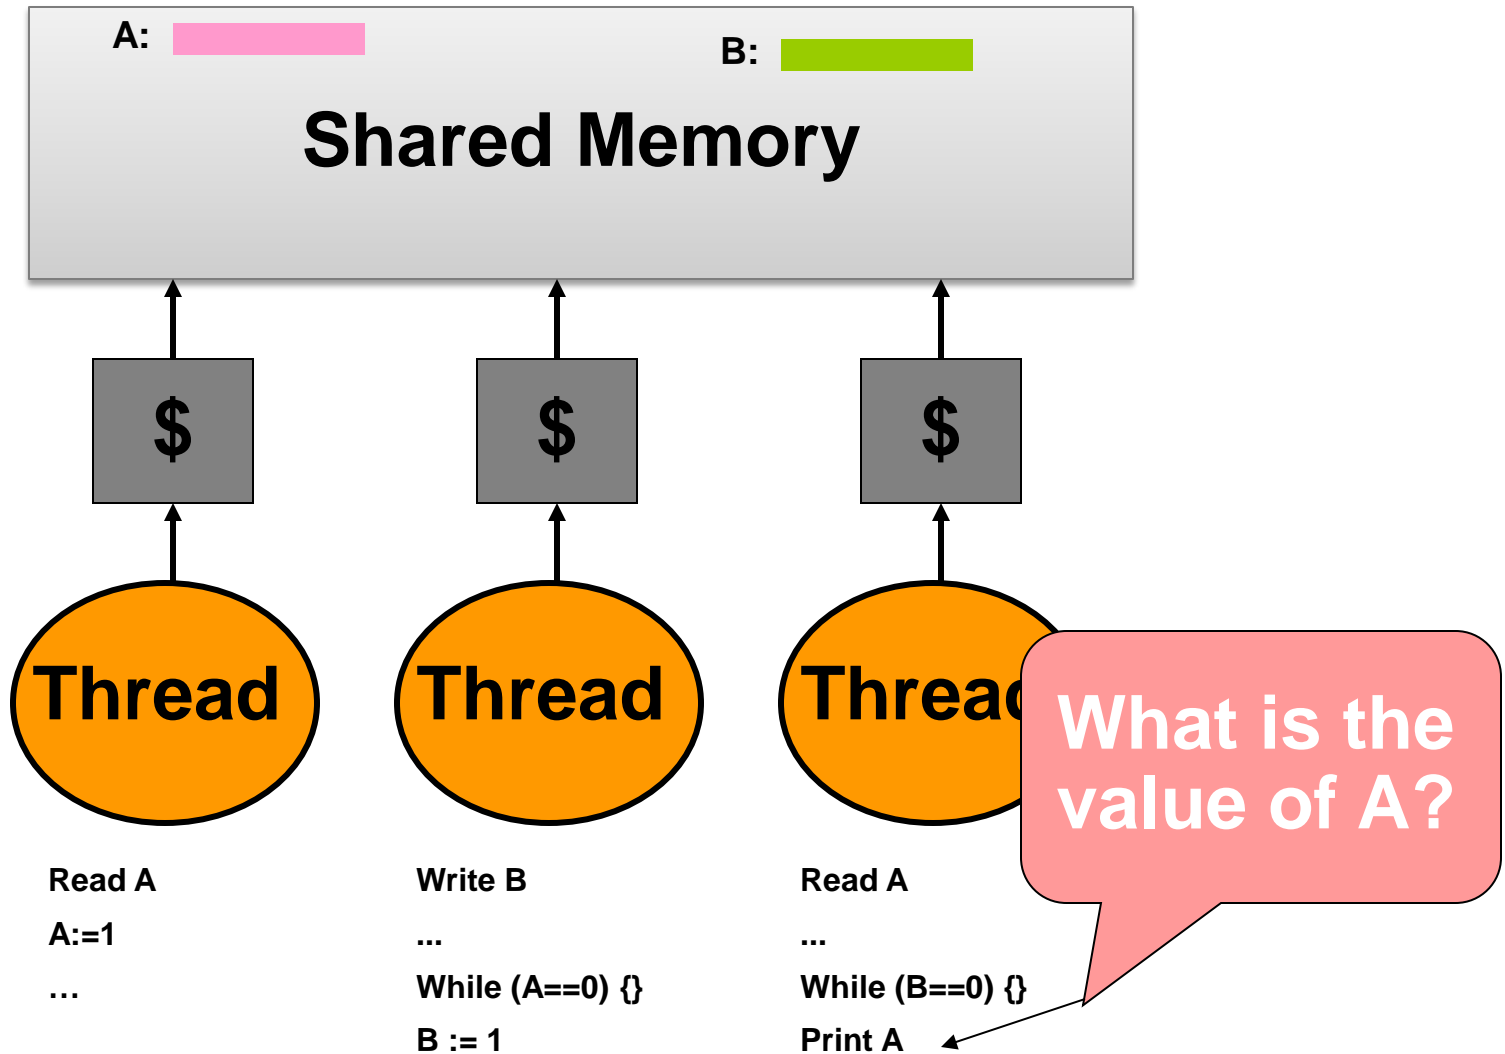 A:
B:
Shared Memory
$ $ $
Thread Thread Thread
What is the
value of A?
Read A
A:=1
…
Write B
...
While (A==0) {}
B := 1
Read A
...
While (B==0) {}
Print A